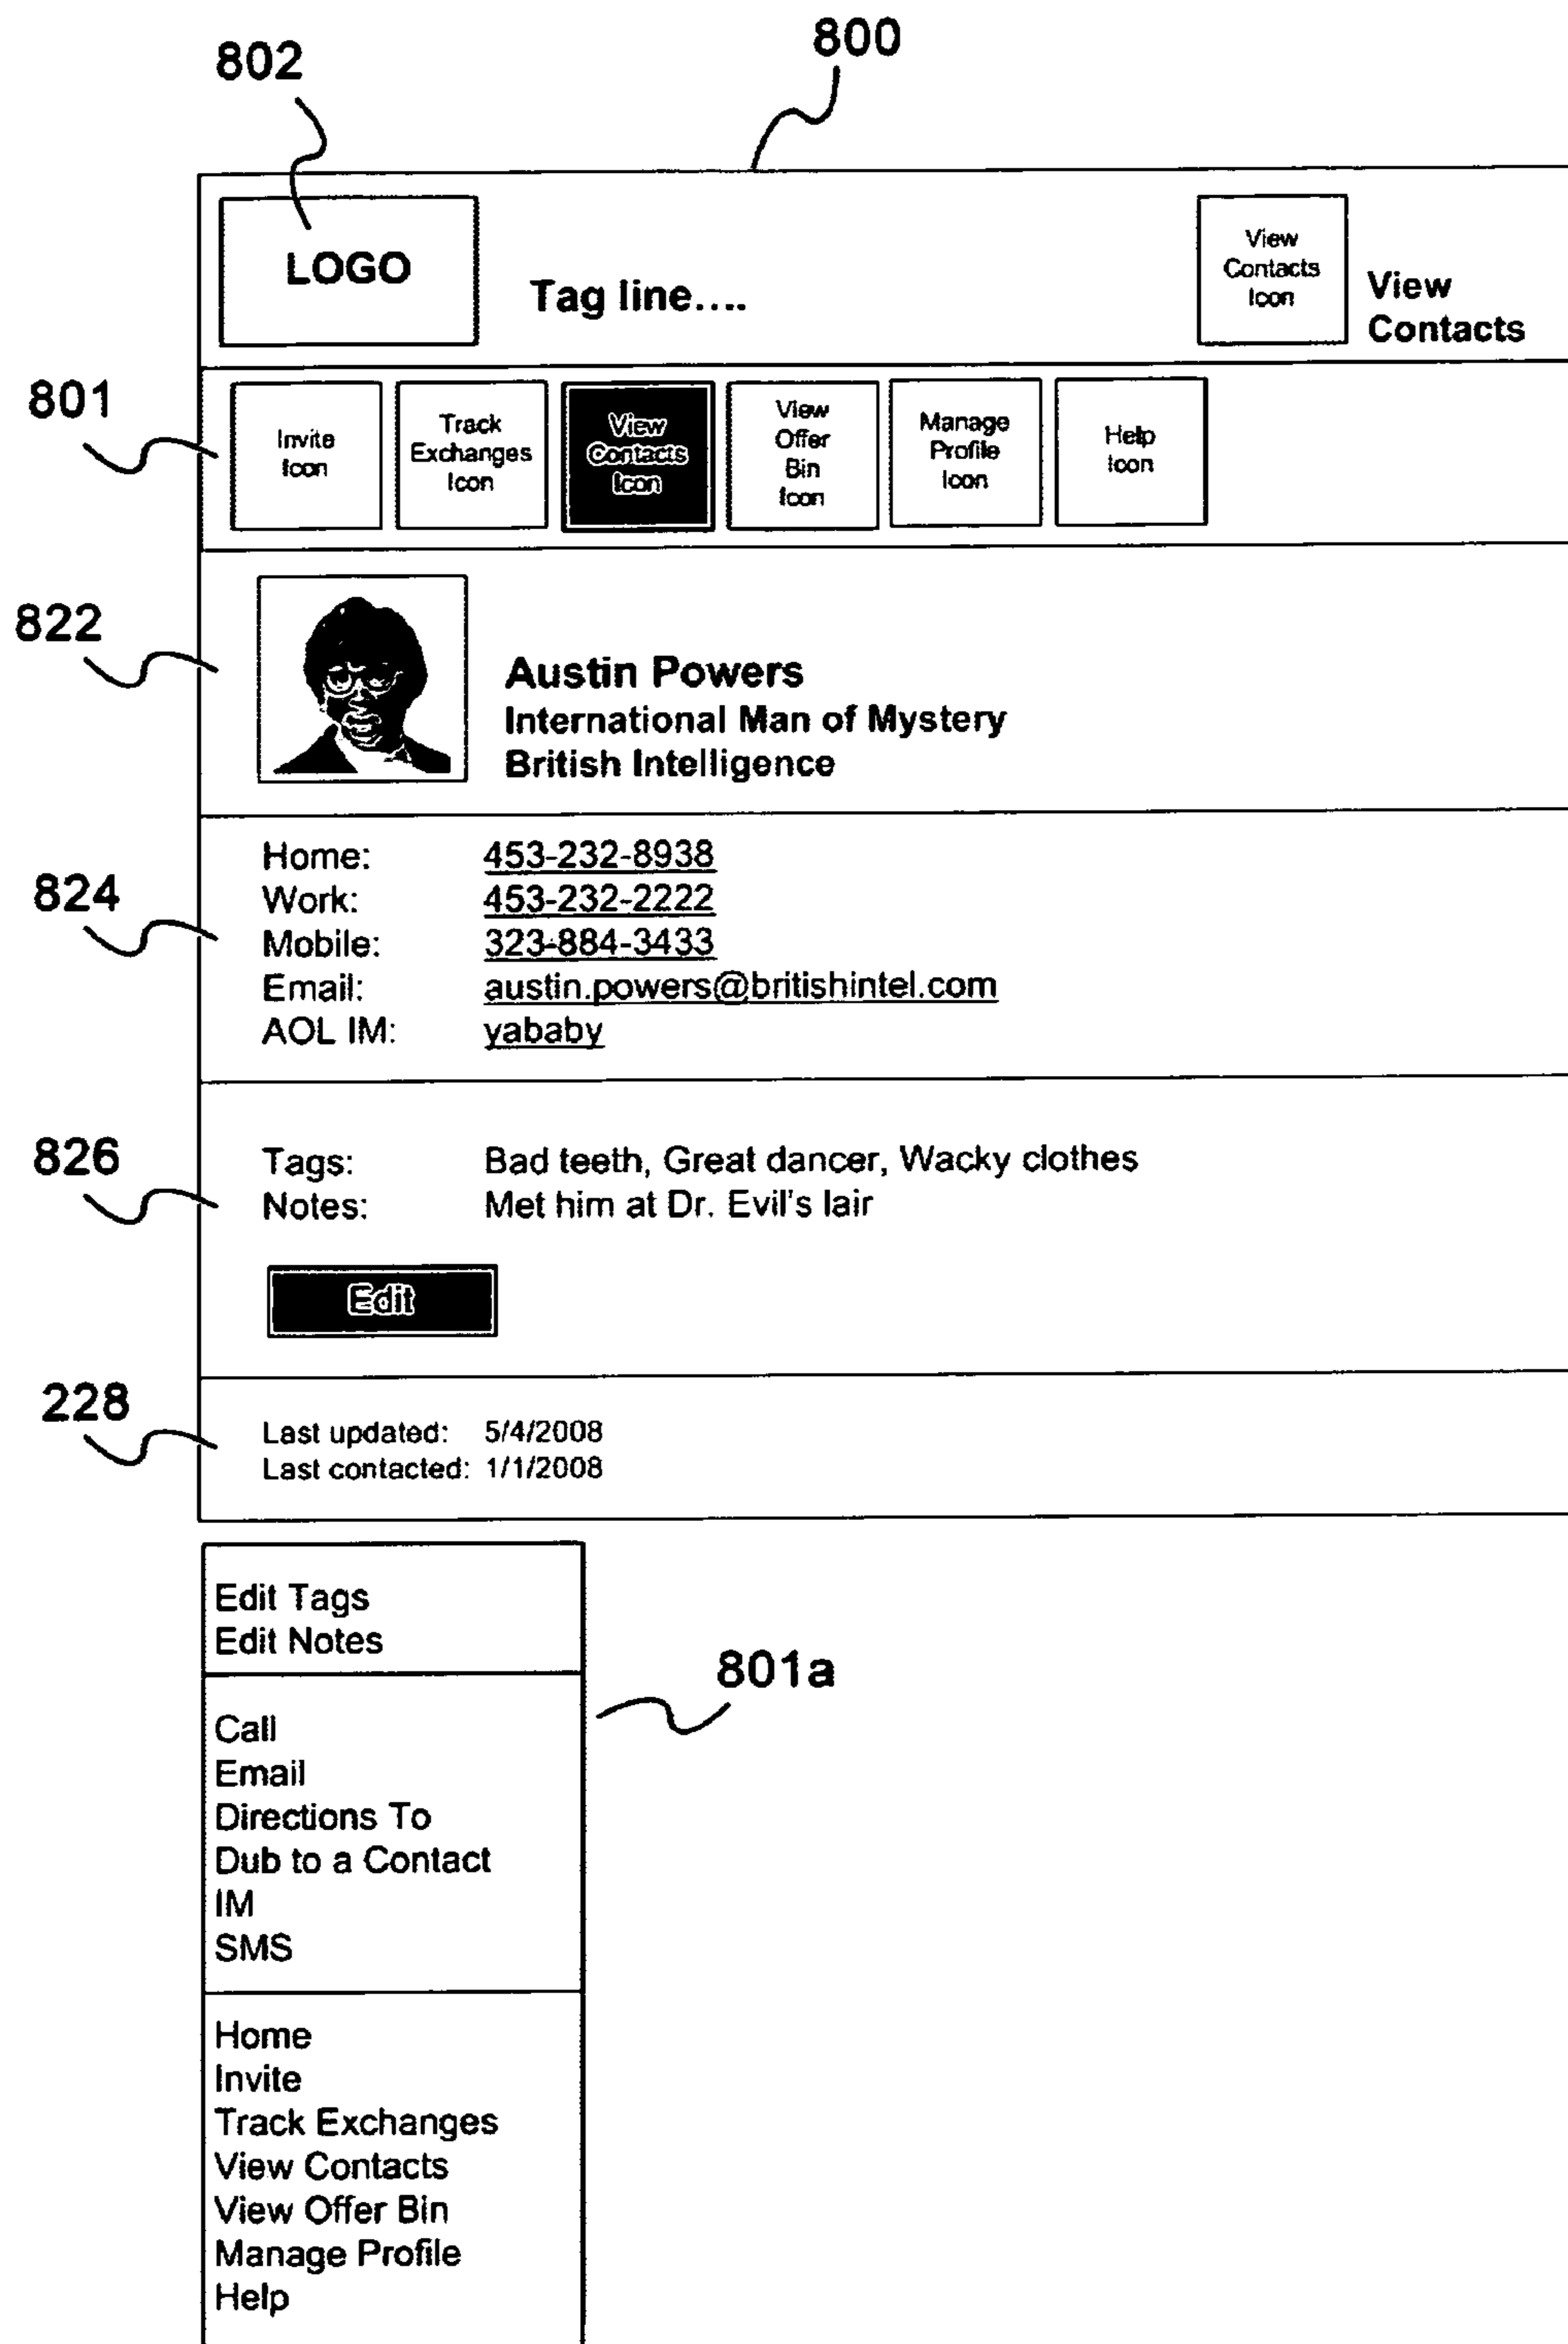 802
800
LOGO
Tag line....
View
Contacts
Icon
View
Contacts
801
Invite
Icon
Track
Exchanges
Icon
View
Contacts
Icon
View
Offer
Bin
Icon
Manage
Profile
Icon
Help
Icon
822
Austin Powers
International Man of Mystery
British Intelligence
824
Home: 453-232-8938
Work: 453-232-2222
Mobile: 323-884-3433
Email: austin.powers@britishintel.com
AOL IM: yababy
826
Tags: Bad teeth, Great dancer, Wacky clothes
Notes: Met him at Dr. Evil's lair
Edit
228
Last updated: 5/4/2008
Last contacted: 1/1/2008
Edit Tags
Edit Notes
801a
Call
Email
Directions To
Dub to a Contact
IM
SMS
Home
Invite
Track Exchanges
View Contacts
View Offer Bin
Manage Profile
Help